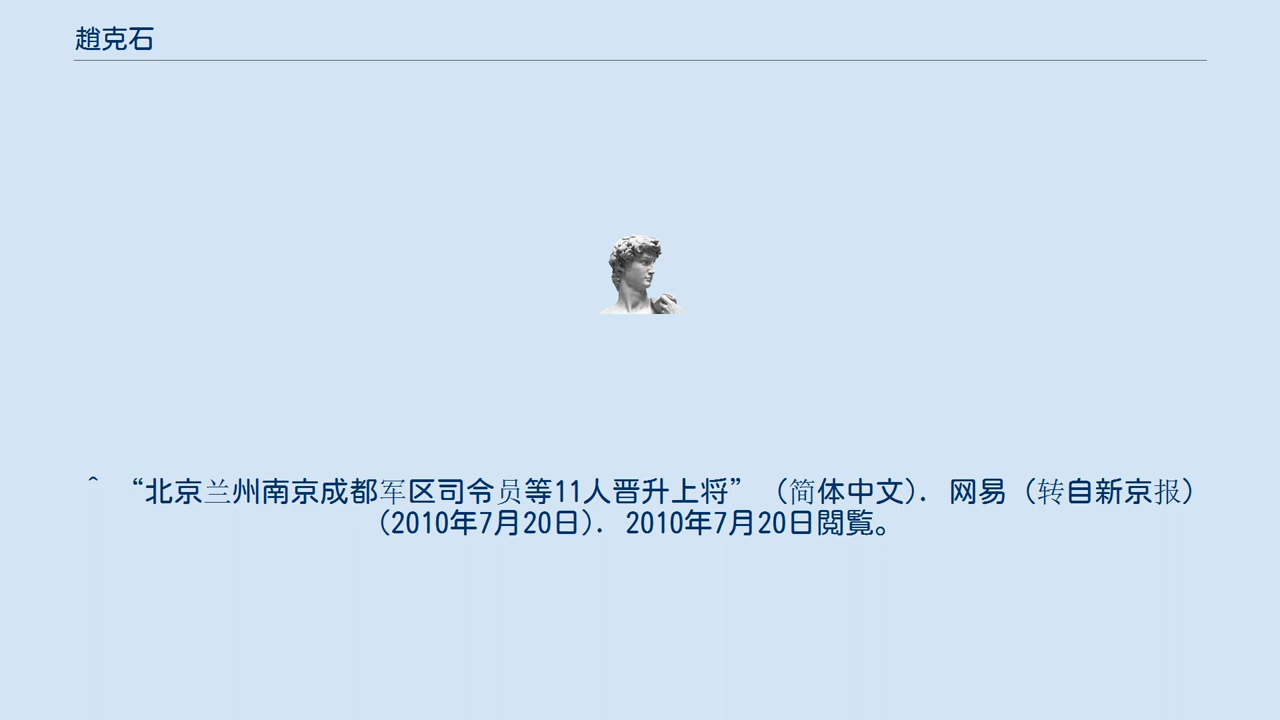 趙克石
^ “北京兰州南京成都军区司令员等11人晋升上将” （简体中文）. 网易（转自新京报）
(2010年7月20日). 2010年7月20日閲覧。